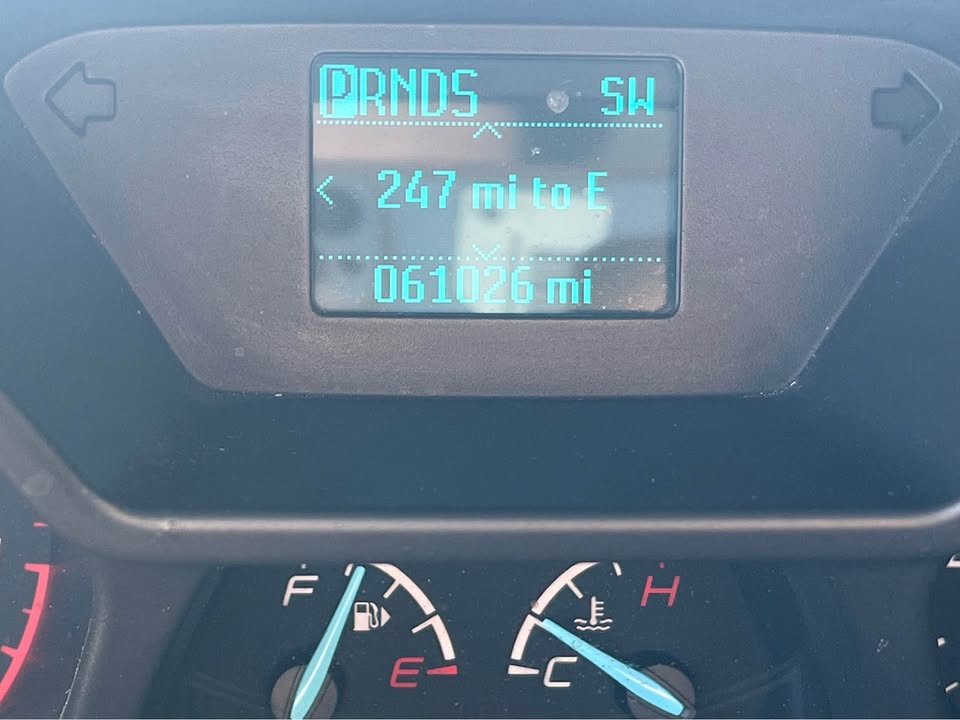 PRNDS SW
< 247 mi to E
061026 mi
F H
E C